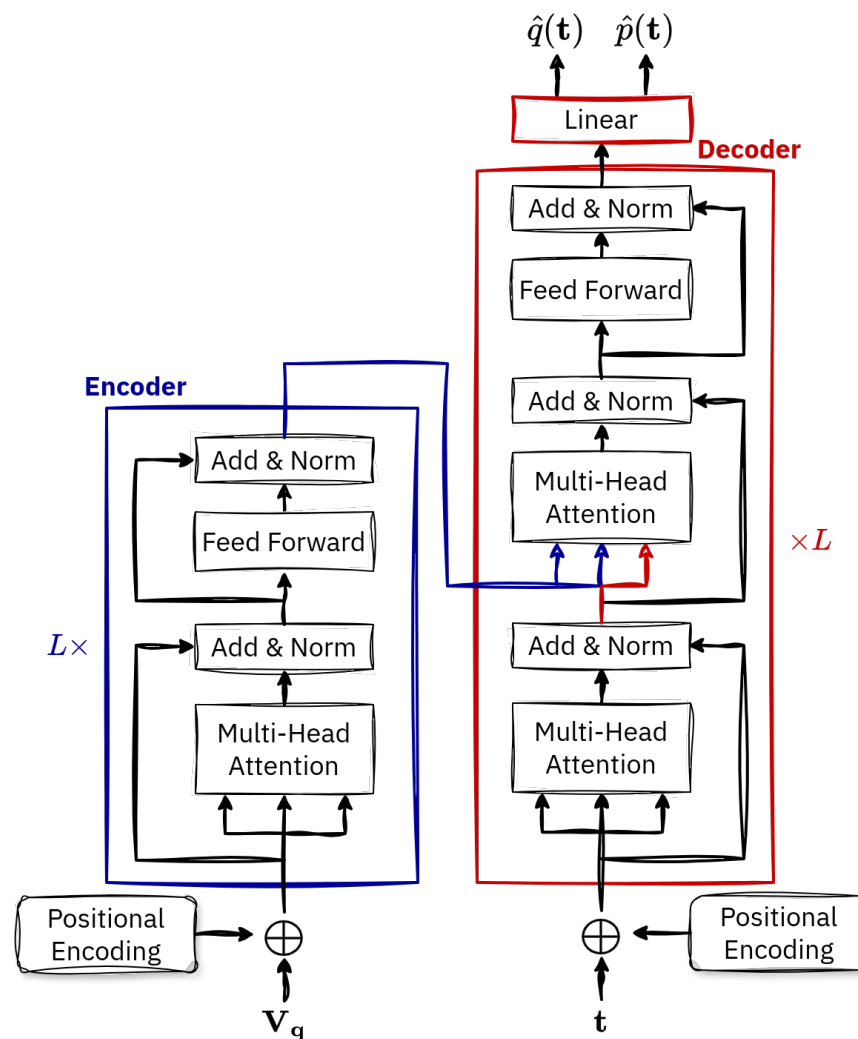 q̂(t) p̂(t)
Linear
Decoder
Add & Norm
Feed Forward
Add & Norm
Multi-Head
Attention
×L
Add & Norm
Multi-Head
Attention
Positional
Encoding
t
Encoder
Add & Norm
Feed Forward
L×
Add & Norm
Multi-Head
Attention
Positional
Encoding
V_q